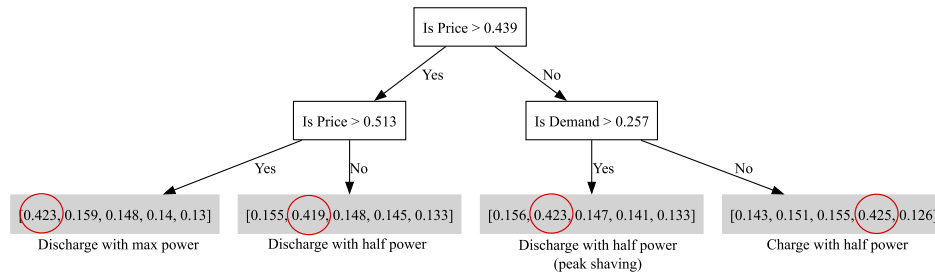 Is Price > 0.439
Yes
No
Is Price > 0.513
Is Demand > 0.257
Yes
No
Yes
No
[0.423, 0.159, 0.148, 0.14, 0.13]
[0.155, 0.419, 0.148, 0.145, 0.133]
[0.156, 0.423, 0.147, 0.141, 0.133]
[0.143, 0.151, 0.155, 0.425, 0.126]
Discharge with max power
Discharge with half power
Discharge with half power
(peak shaving)
Charge with half power